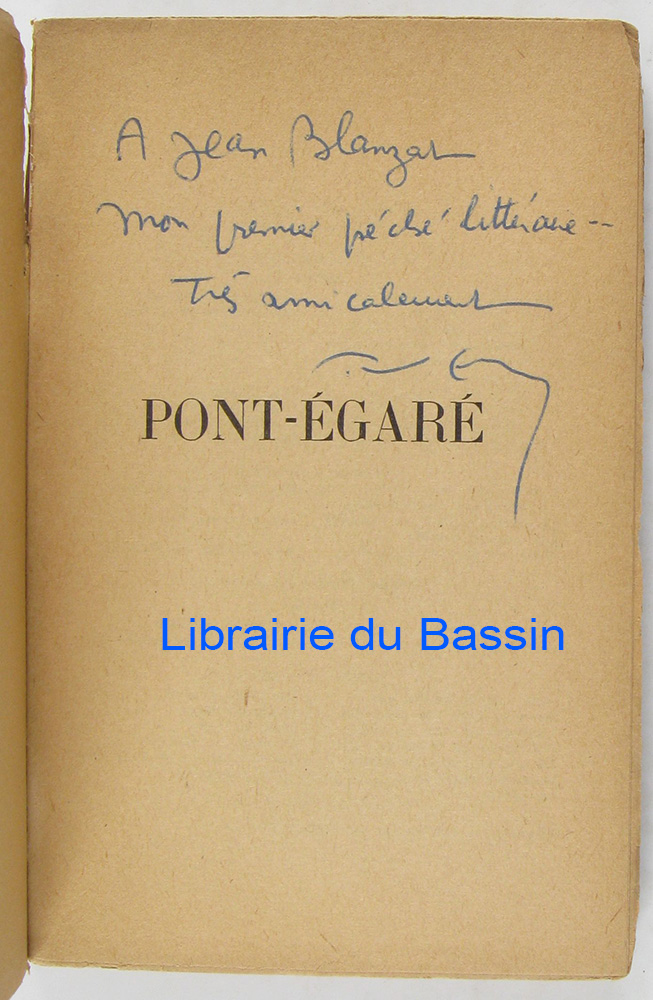 A Jean Blanzat
Mon premier péché littéraire --
Très amicalement
PONT-ÉGARÉ
Librairie du Bassin